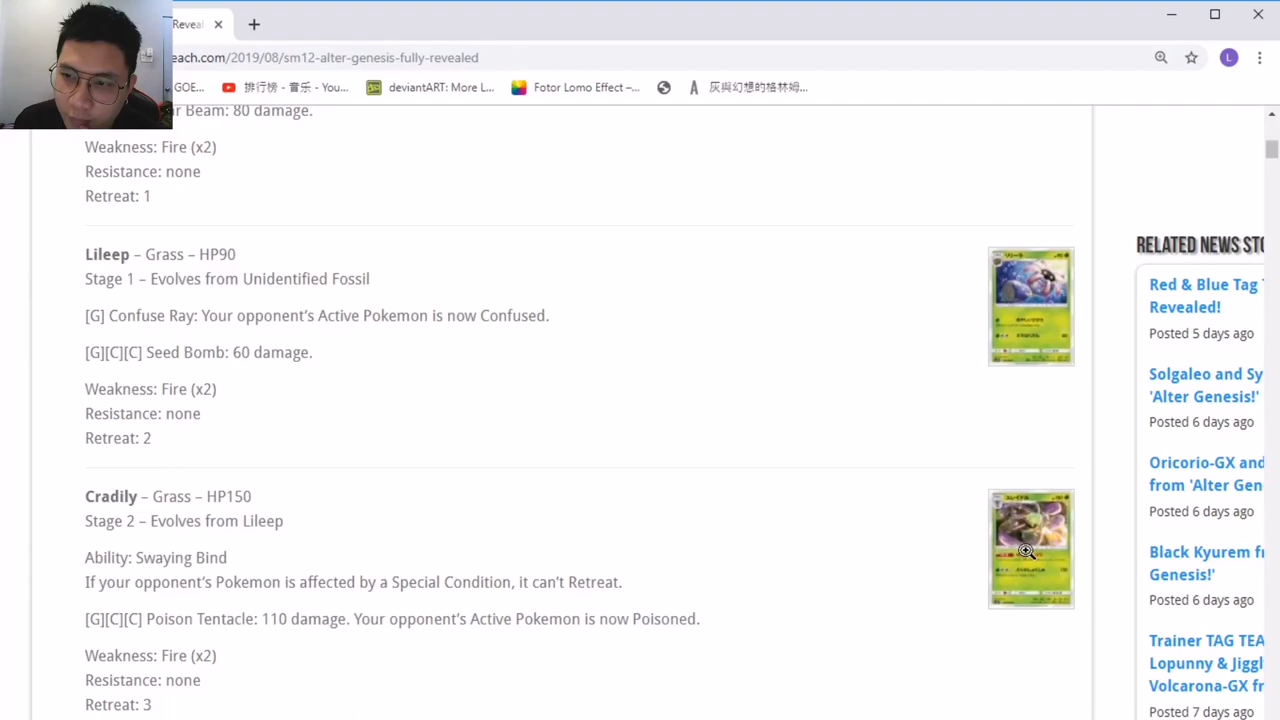 Reveal
each.com/2019/08/sm12-alter-genesis-fully-revealed
GOE...
排行榜 - 音乐 - You...
deviantART: More L...
Fotor Lomo Effect –...
灰與幻想的格林姆...
r Beam: 80 damage.
Weakness: Fire (x2)
Resistance: none
Retreat: 1
Lileep – Grass – HP90
Stage 1 – Evolves from Unidentified Fossil
[G] Confuse Ray: Your opponent's Active Pokemon is now Confused.
[G][C][C] Seed Bomb: 60 damage.
Weakness: Fire (x2)
Resistance: none
Retreat: 2
Cradily – Grass – HP150
Stage 2 – Evolves from Lileep
Ability: Swaying Bind
If your opponent's Pokemon is affected by a Special Condition, it can't Retreat.
[G][C][C] Poison Tentacle: 110 damage. Your opponent's Active Pokemon is now Poisoned.
Weakness: Fire (x2)
Resistance: none
Retreat: 3
リリーラ
L
RELATED NEWS STO
Red & Blue Tag T
Revealed!
Posted 5 days ago
Solgaleo and Sy
'Alter Genesis!'
Posted 6 days ago
Oricorio-GX and
from 'Alter Gen
Posted 6 days ago
Black Kyurem fr
Genesis!'
Posted 6 days ago
Trainer TAG TEA
Lopunny & Jiggl
Volcarona-GX fr
Posted 7 days ago